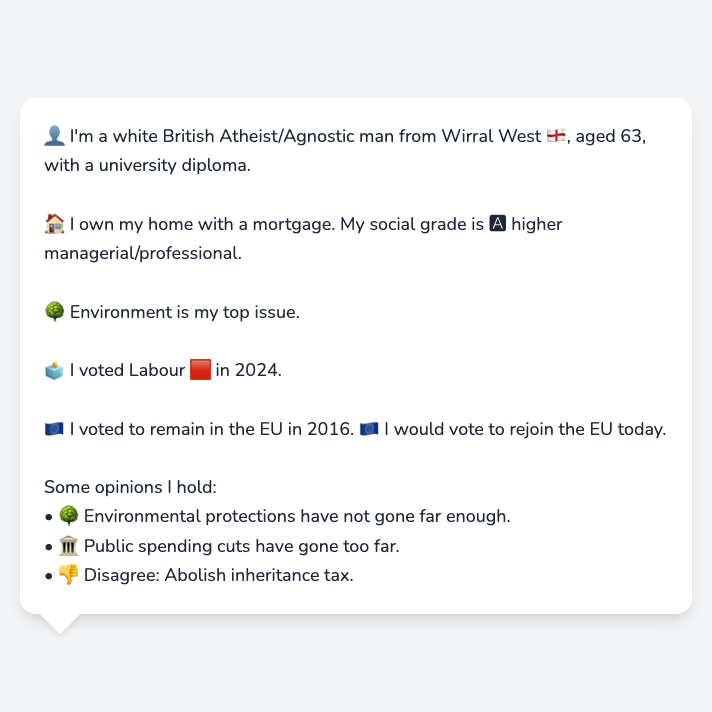 👤 I'm a white British Atheist/Agnostic man from Wirral West 🏴󠁧󠁢󠁥󠁮󠁧󠁿, aged 63,
with a university diploma.
🏠 I own my home with a mortgage. My social grade is 🅰 higher
managerial/professional.
🌳 Environment is my top issue.
🗳️ I voted Labour 🟥 in 2024.
🇪🇺 I voted to remain in the EU in 2016. 🇪🇺 I would vote to rejoin the EU today.
Some opinions I hold:
• 🌳 Environmental protections have not gone far enough.
• 🏛️ Public spending cuts have gone too far.
• 👎 Disagree: Abolish inheritance tax.